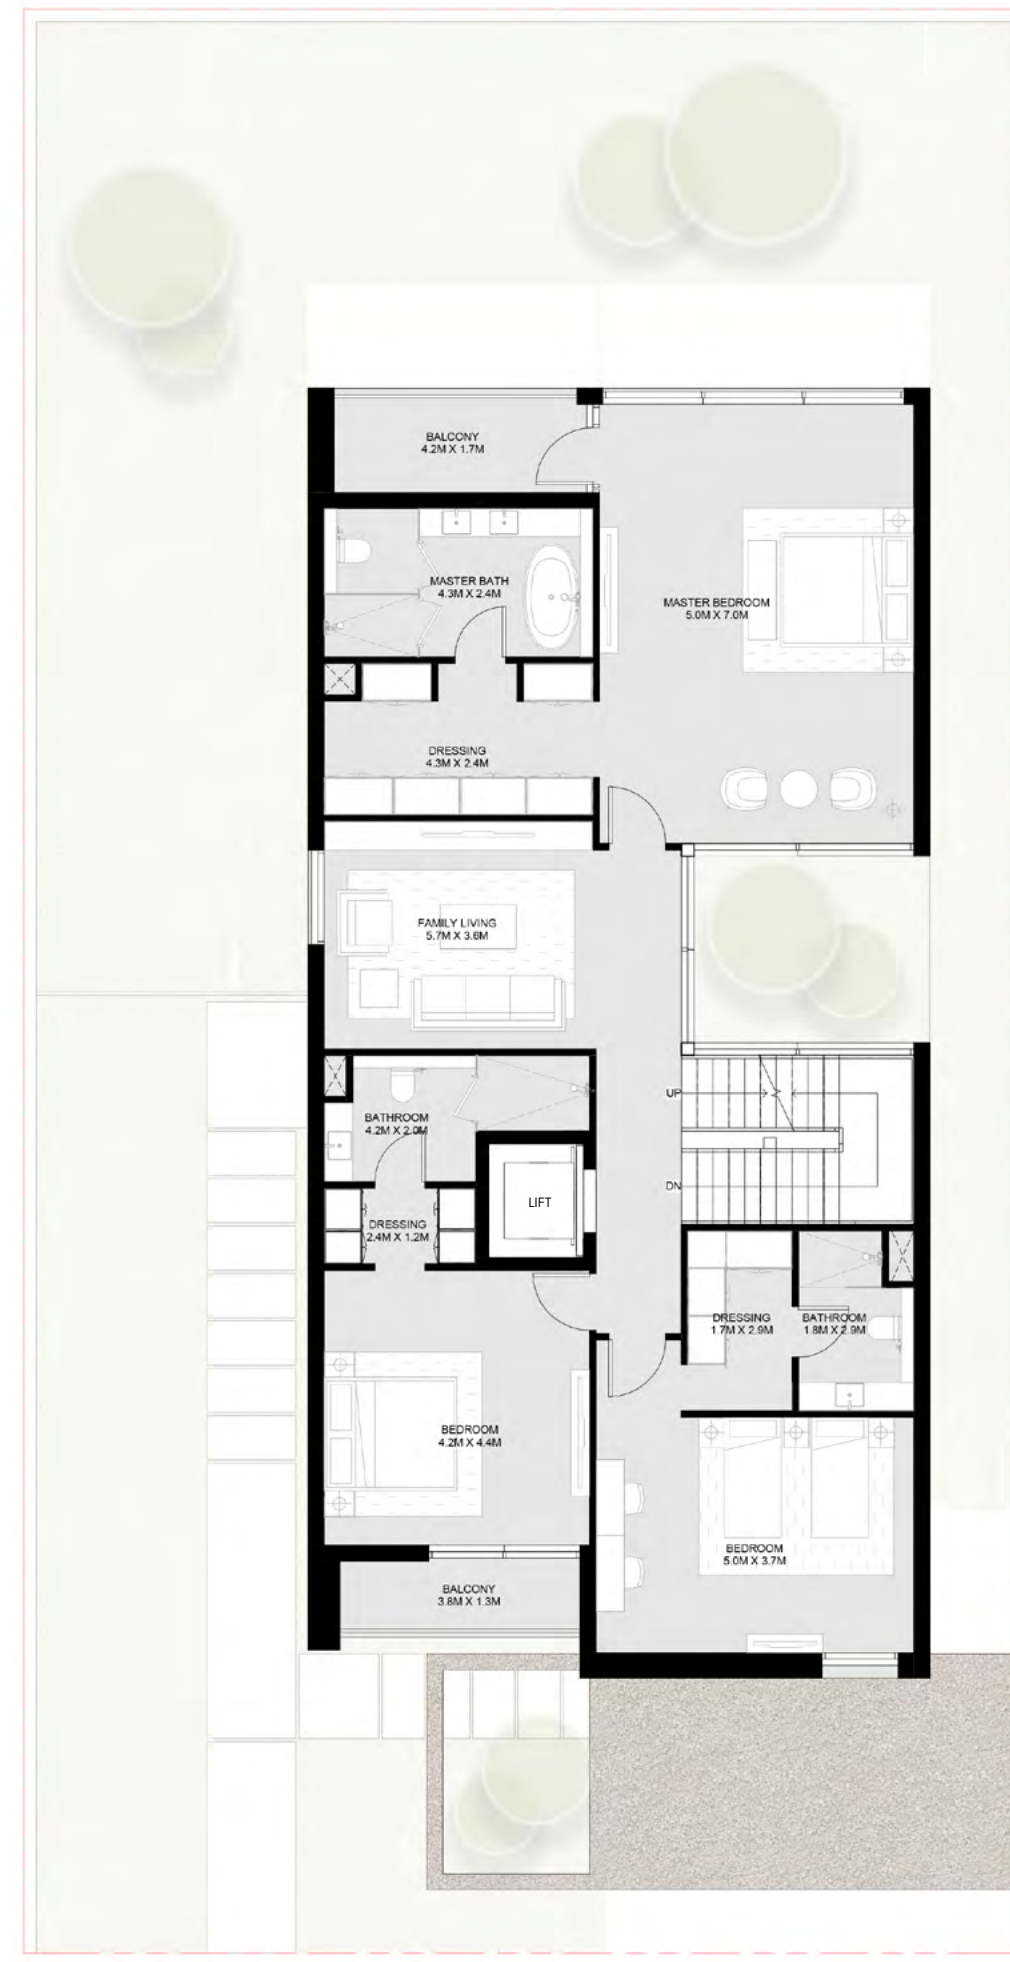 BALCONY
4.2M X 1.7M
MASTER BATH
4.3M X 2.4M
MASTER BEDROOM
5.0M X 7.0M
DRESSING
4.3M X 2.4M
FAMILY LIVING
5.7M X 3.6M
UP
BATHROOM
4.2M X 2.0M
DN
LIFT
DRESSING
2.4M X 1.2M
DRESSING
1.7M X 2.9M
BATHROOM
1.8M X 2.9M
BEDROOM
4.2M X 4.4M
BEDROOM
5.0M X 3.7M
BALCONY
3.8M X 1.3M